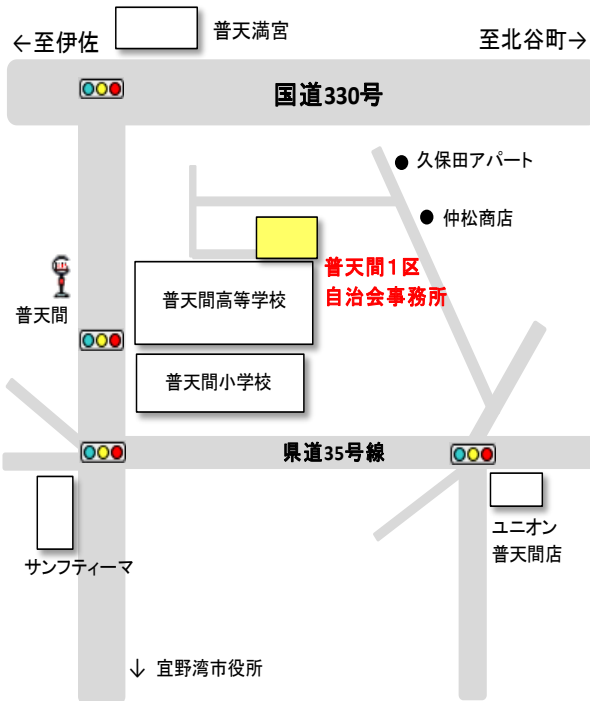 ←至伊佐
普天満宮
至北谷町→
国道330号
久保田アパート
仲松商店
普天間1区
自治会事務所
普天間高等学校
普天間
普天間小学校
県道35号線
ユニオン
普天間店
サンフティーマ
↓ 宜野湾市役所